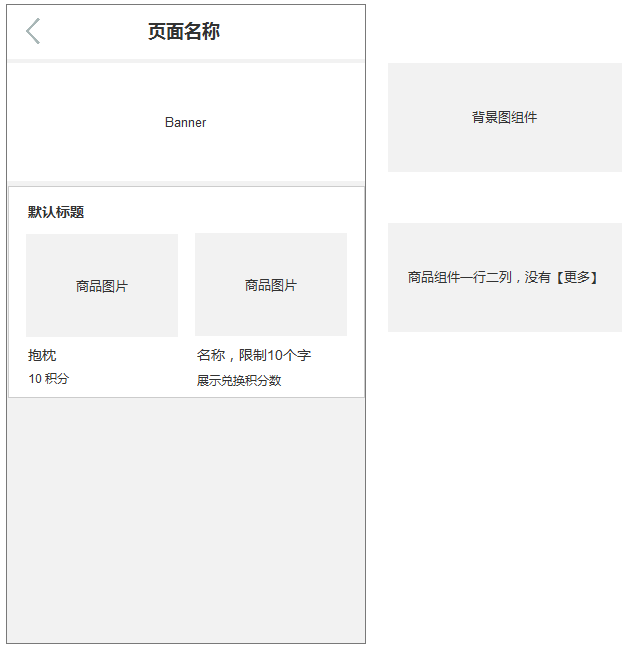 页面名称
Banner
背景图组件
默认标题
商品图片
商品图片
抱枕
名称，限制10个字
10 积分
展示兑换积分数
商品组件一行二列，没有【更多】